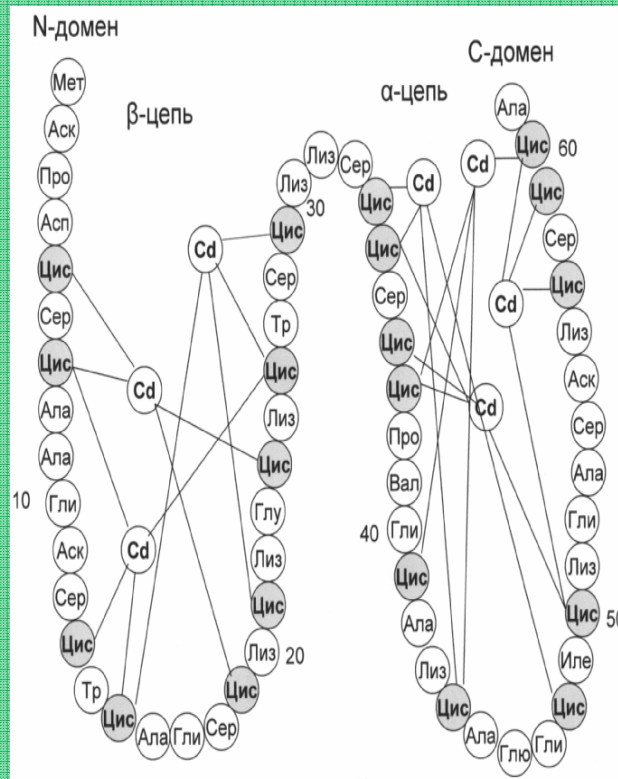 N-домен
β-цепь
α-цепь
C-домен
Мет
Аск
Про
Асп
Цис
Сер
Цис
Ала
Ала
Гли
10
Аск
Сер
Цис
Тр
Цис
Ала
Гли
Сер
Цис
Лиз
20
Цис
Лиз
Глу
Цис
Лиз
Цис
Тр
Сер
Цис
30
Лиз
Лиз
Сер
Цис
Цис
Сер
Цис
Цис
Про
Вал
Гли
40
Цис
Ала
Лиз
Цис
Ала
Глю
Гли
Цис
Иле
Цис
50
Лиз
Гли
Ала
Сер
Аск
Лиз
Цис
Сер
Цис
Цис
60
Ала
Cd
Cd
Cd
Cd
Cd
Cd
Cd